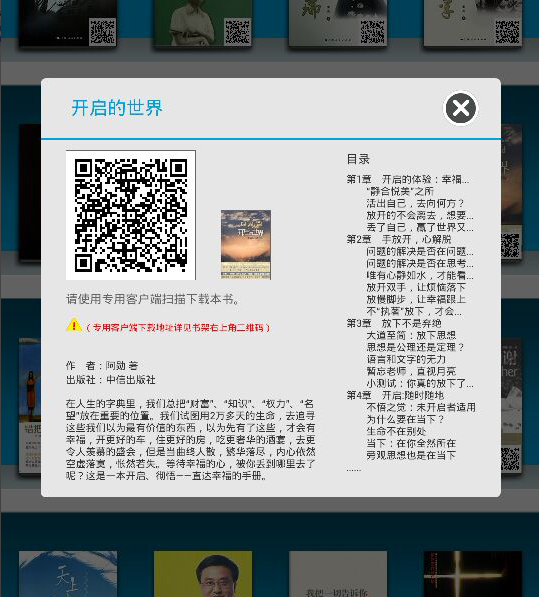 开启的世界
请使用专用客户端扫描下载本书。
（专用客户端下载地址详见书架右上角二维码）
作　者：阿勋 著
出版社：中信出版社
在人生的字典里，我们总把“财富”、“知识”、“权力”、“名
望”放在重要的位置。我们试图用2万多天的生命，去追寻
这些我们以为最有价值的东西，以为先有了这些，才会有
幸福，开更好的车，住更好的房，吃更奢华的酒宴，去更
令人羡慕的盛会，但是当曲终人散，繁华落尽，内心依然
空虚落寞，怅然若失。等待幸福的心，被你丢到哪里去了
呢？这是一本开启、彻悟——直达幸福的手册。
目录
第1章　开启的体验：幸福...
“静合悦美”之所
活出自己，去向何方？
放开的不会离去，想要...
丢了自己，赢了世界又...
第2章　手放开，心解脱
问题的解决是否在问题...
问题的解决是否在思考...
唯有心静如水，才能看...
放开双手，让烦恼落下
放慢脚步，让幸福跟上
不“执著”放下，才会...
第3章　放下不是弃绝
大道至简：放下思想
思想是公理还是定理？
语言和文字的无力
暂忘老师，直视月亮
小测试：你真的放下了...
第4章　开启:随时随地
不悟之觉：未开启者适用
为什么要在当下？
生命不在别处
当下：在你全然所在
旁观思想也是在当下
......
天上
我把一切告诉你